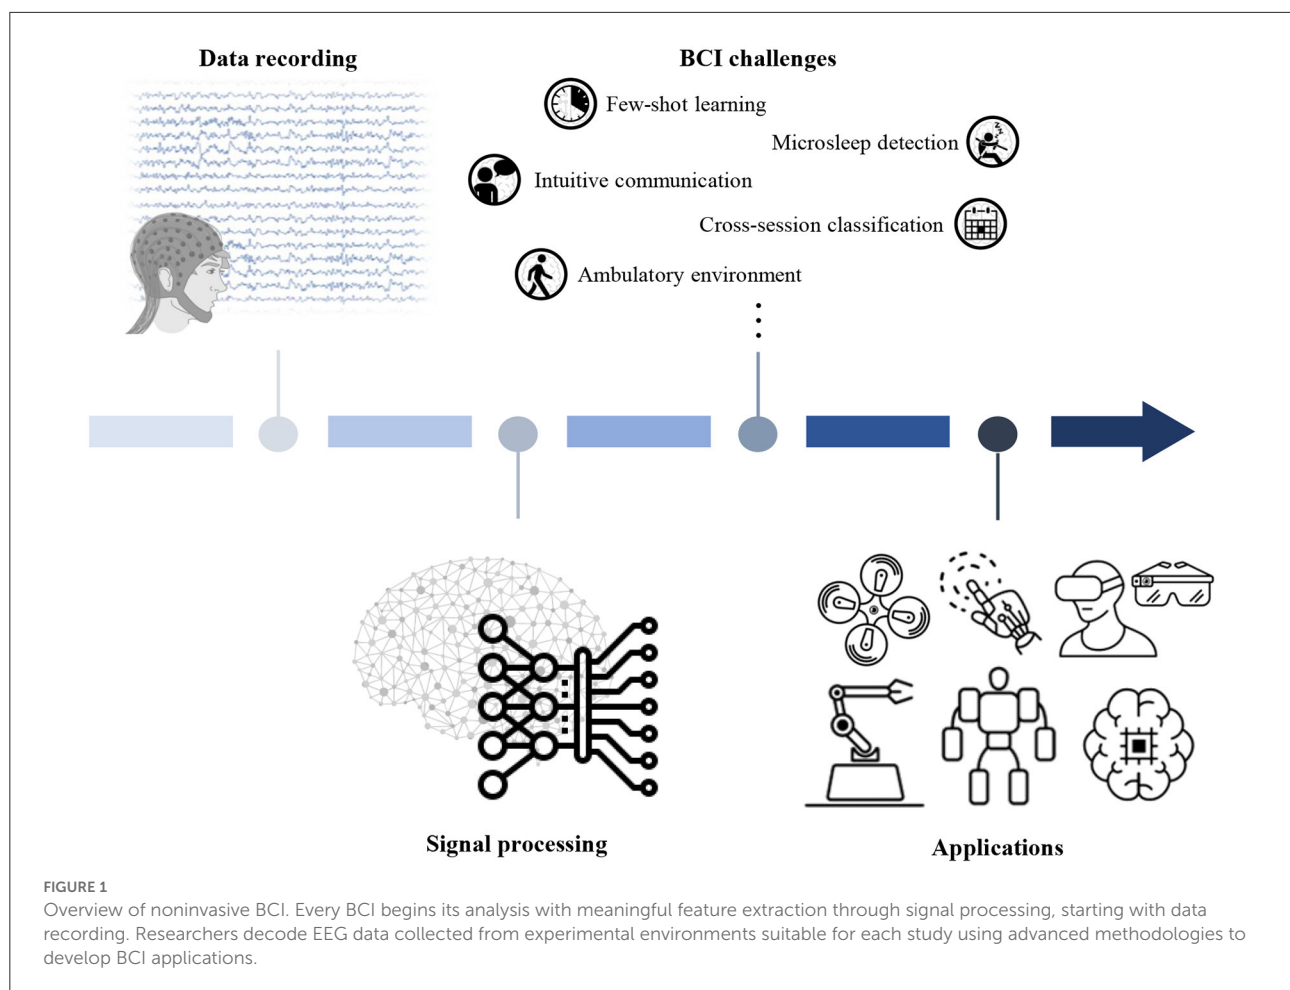 Data recording
BCI challenges
Few-shot learning
Microsleep detection
Intuitive communication
Cross-session classification
Ambulatory environment
Signal processing
Applications
FIGURE 1
Overview of noninvasive BCI. Every BCI begins its analysis with meaningful feature extraction through signal processing, starting with data
recording. Researchers decode EEG data collected from experimental environments suitable for each study using advanced methodologies to
develop BCI applications.